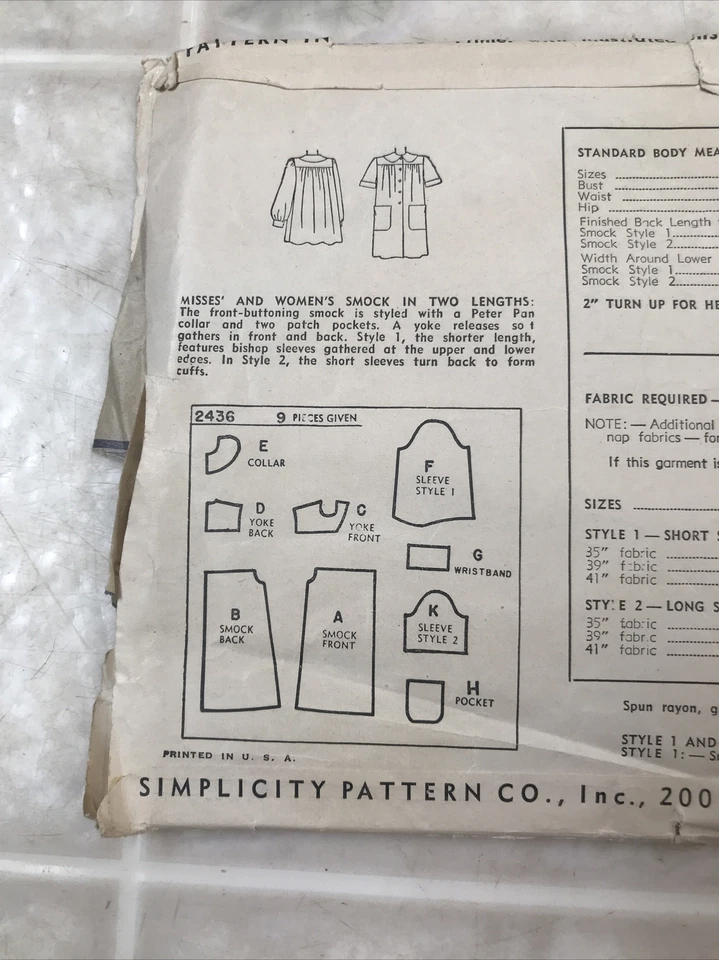 PATTERN IN
MISSES' AND WOMEN'S SMOCK IN TWO LENGTHS:
The front-buttoning smock is styled with a Peter Pan
collar and two patch pockets. A yoke releases so t
gathers in front and back. Style 1, the shorter length,
features bishop sleeves gathered at the upper and lower
edges. In Style 2, the short sleeves turn back to form
cuffs.
2436 9 PIECES GIVEN
E
COLLAR
F
SLEEVE
STYLE 1
D
YOKE
BACK
C
YOKE
FRONT
G
WRISTBAND
B
SMOCK
BACK
A
SMOCK
FRONT
K
SLEEVE
STYLE 2
H
POCKET
PRINTED IN U. S. A.
SIMPLICITY PATTERN CO., Inc., 200
STANDARD BODY MEA
Sizes
Bust
Waist
Hip
Finished Back Length
Smock Style 1
Smock Style 2
Width Around Lower
Smock Style 1
Smock Style 2
2" TURN UP FOR HE
FABRIC REQUIRED —
NOTE: — Additional
nap fabrics — for
If this garment is
SIZES
STYLE 1 — SHORT S
35" fabric
39" fabric
41" fabric
STYLE 2 — LONG S
35" fabric
39" fabric
41" fabric
Spun rayon, g
STYLE 1 AND
STYLE 1: — S